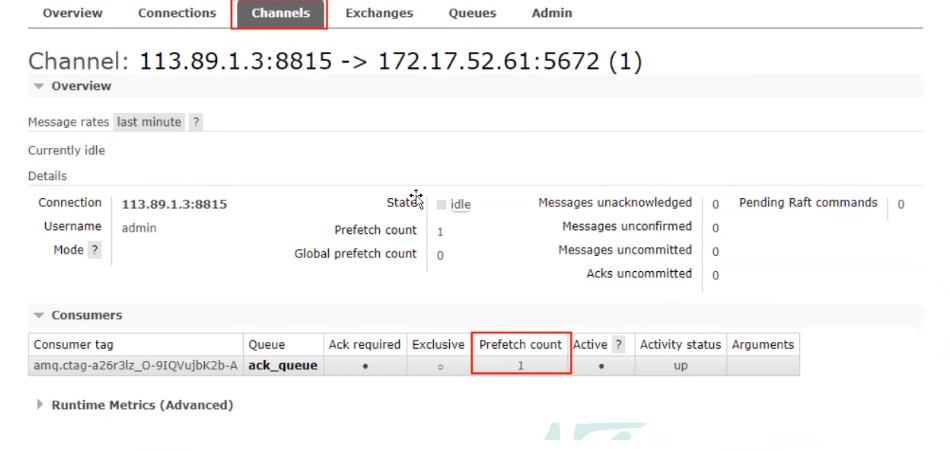 Overview Connections Channels Exchanges Queues Admin
Channel: 113.89.1.3:8815 -> 172.17.52.61:5672 (1)
Overview
Message rates last minute ?
Currently idle
Details
Connection 113.89.1.3:8815
Username admin
Mode ?
State idle
Prefetch count 1
Global prefetch count 0
Messages unacknowledged 0
Messages unconfirmed 0
Messages uncommitted 0
Acks uncommitted 0
Pending Raft commands 0
Consumers
Consumer tag Queue Ack required Exclusive Prefetch count Active ? Activity status Arguments
amq.ctag-a26r3lz_O-9IQVujbK2b-A ack_queue ● ○ 1 ● up
Runtime Metrics (Advanced)